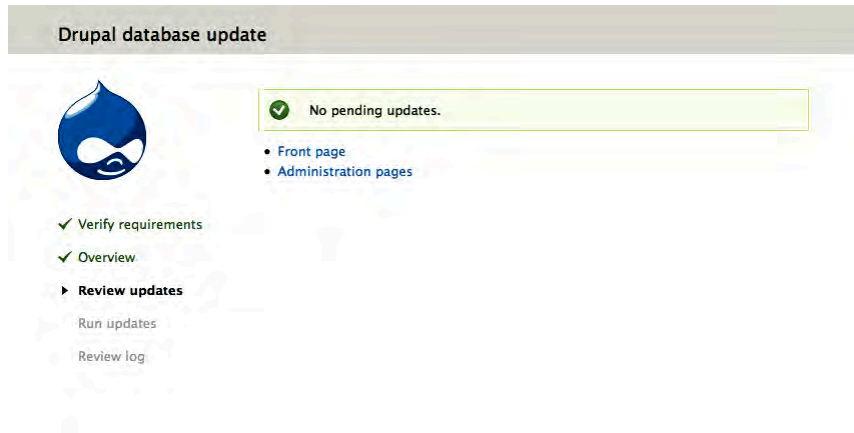 Drupal database update
No pending updates.
Front page
Administration pages
Verify requirements
Overview
Review updates
Run updates
Review log